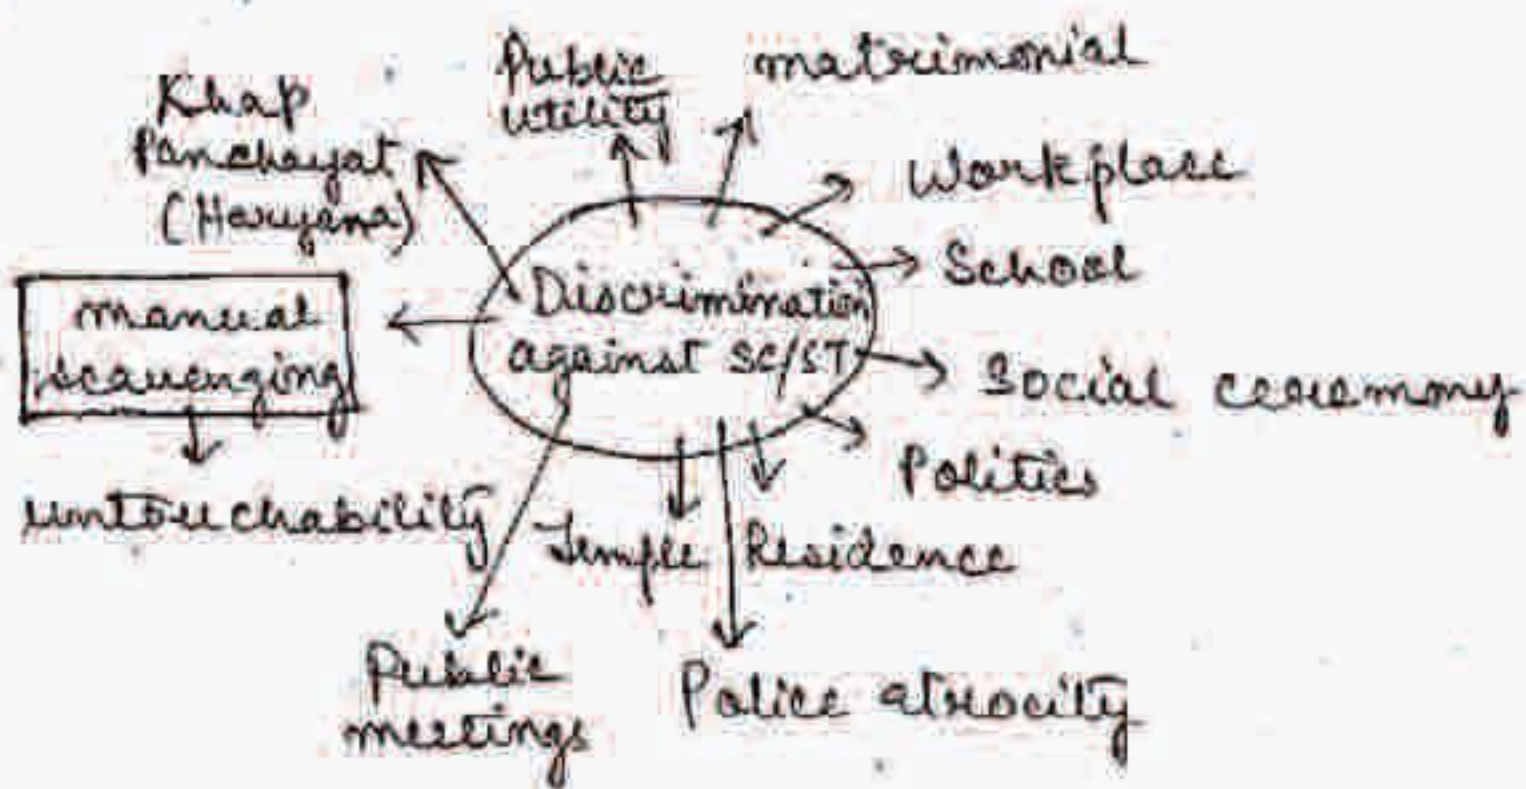 Public
utility
matrimonial
Khap
Panchayat
(Haryana)
Workplace
School
Discrimination
against SC/ST
manual
scavenging
Social ceremony
Politics
untouchability
Temple
Residence
Public
meetings
Police atrocity